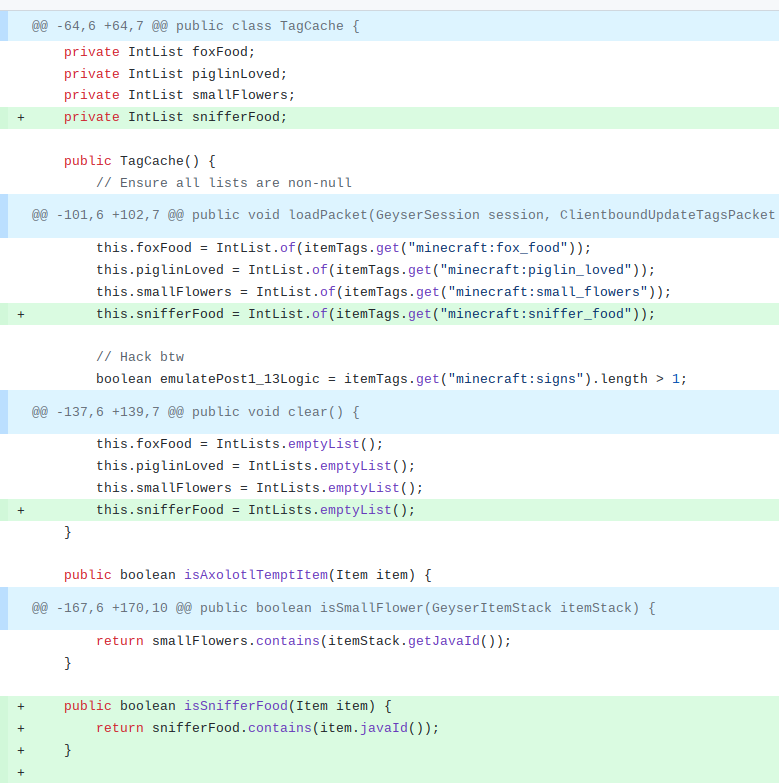 @@ -64,6 +64,7 @@ public class TagCache {
    private IntList foxFood;
    private IntList piglinLoved;
    private IntList smallFlowers;
+    private IntList snifferFood;
    public TagCache() {
        // Ensure all lists are non-null
@@ -101,6 +102,7 @@ public void loadPacket(GeyserSession session, ClientboundUpdateTagsPacket
        this.foxFood = IntList.of(itemTags.get("minecraft:fox_food"));
        this.piglinLoved = IntList.of(itemTags.get("minecraft:piglin_loved"));
        this.smallFlowers = IntList.of(itemTags.get("minecraft:small_flowers"));
+        this.snifferFood = IntList.of(itemTags.get("minecraft:sniffer_food"));
        // Hack btw
        boolean emulatePost1_13Logic = itemTags.get("minecraft:signs").length > 1;
@@ -137,6 +139,7 @@ public void clear() {
        this.foxFood = IntLists.emptyList();
        this.piglinLoved = IntLists.emptyList();
        this.smallFlowers = IntLists.emptyList();
+        this.snifferFood = IntLists.emptyList();
    }
    public boolean isAxolotlTemptItem(Item item) {
@@ -167,6 +170,10 @@ public boolean isSmallFlower(GeyserItemStack itemStack) {
        return smallFlowers.contains(itemStack.getJavaId());
    }
+    public boolean isSnifferFood(Item item) {
+        return snifferFood.contains(item.javaId());
+    }
+